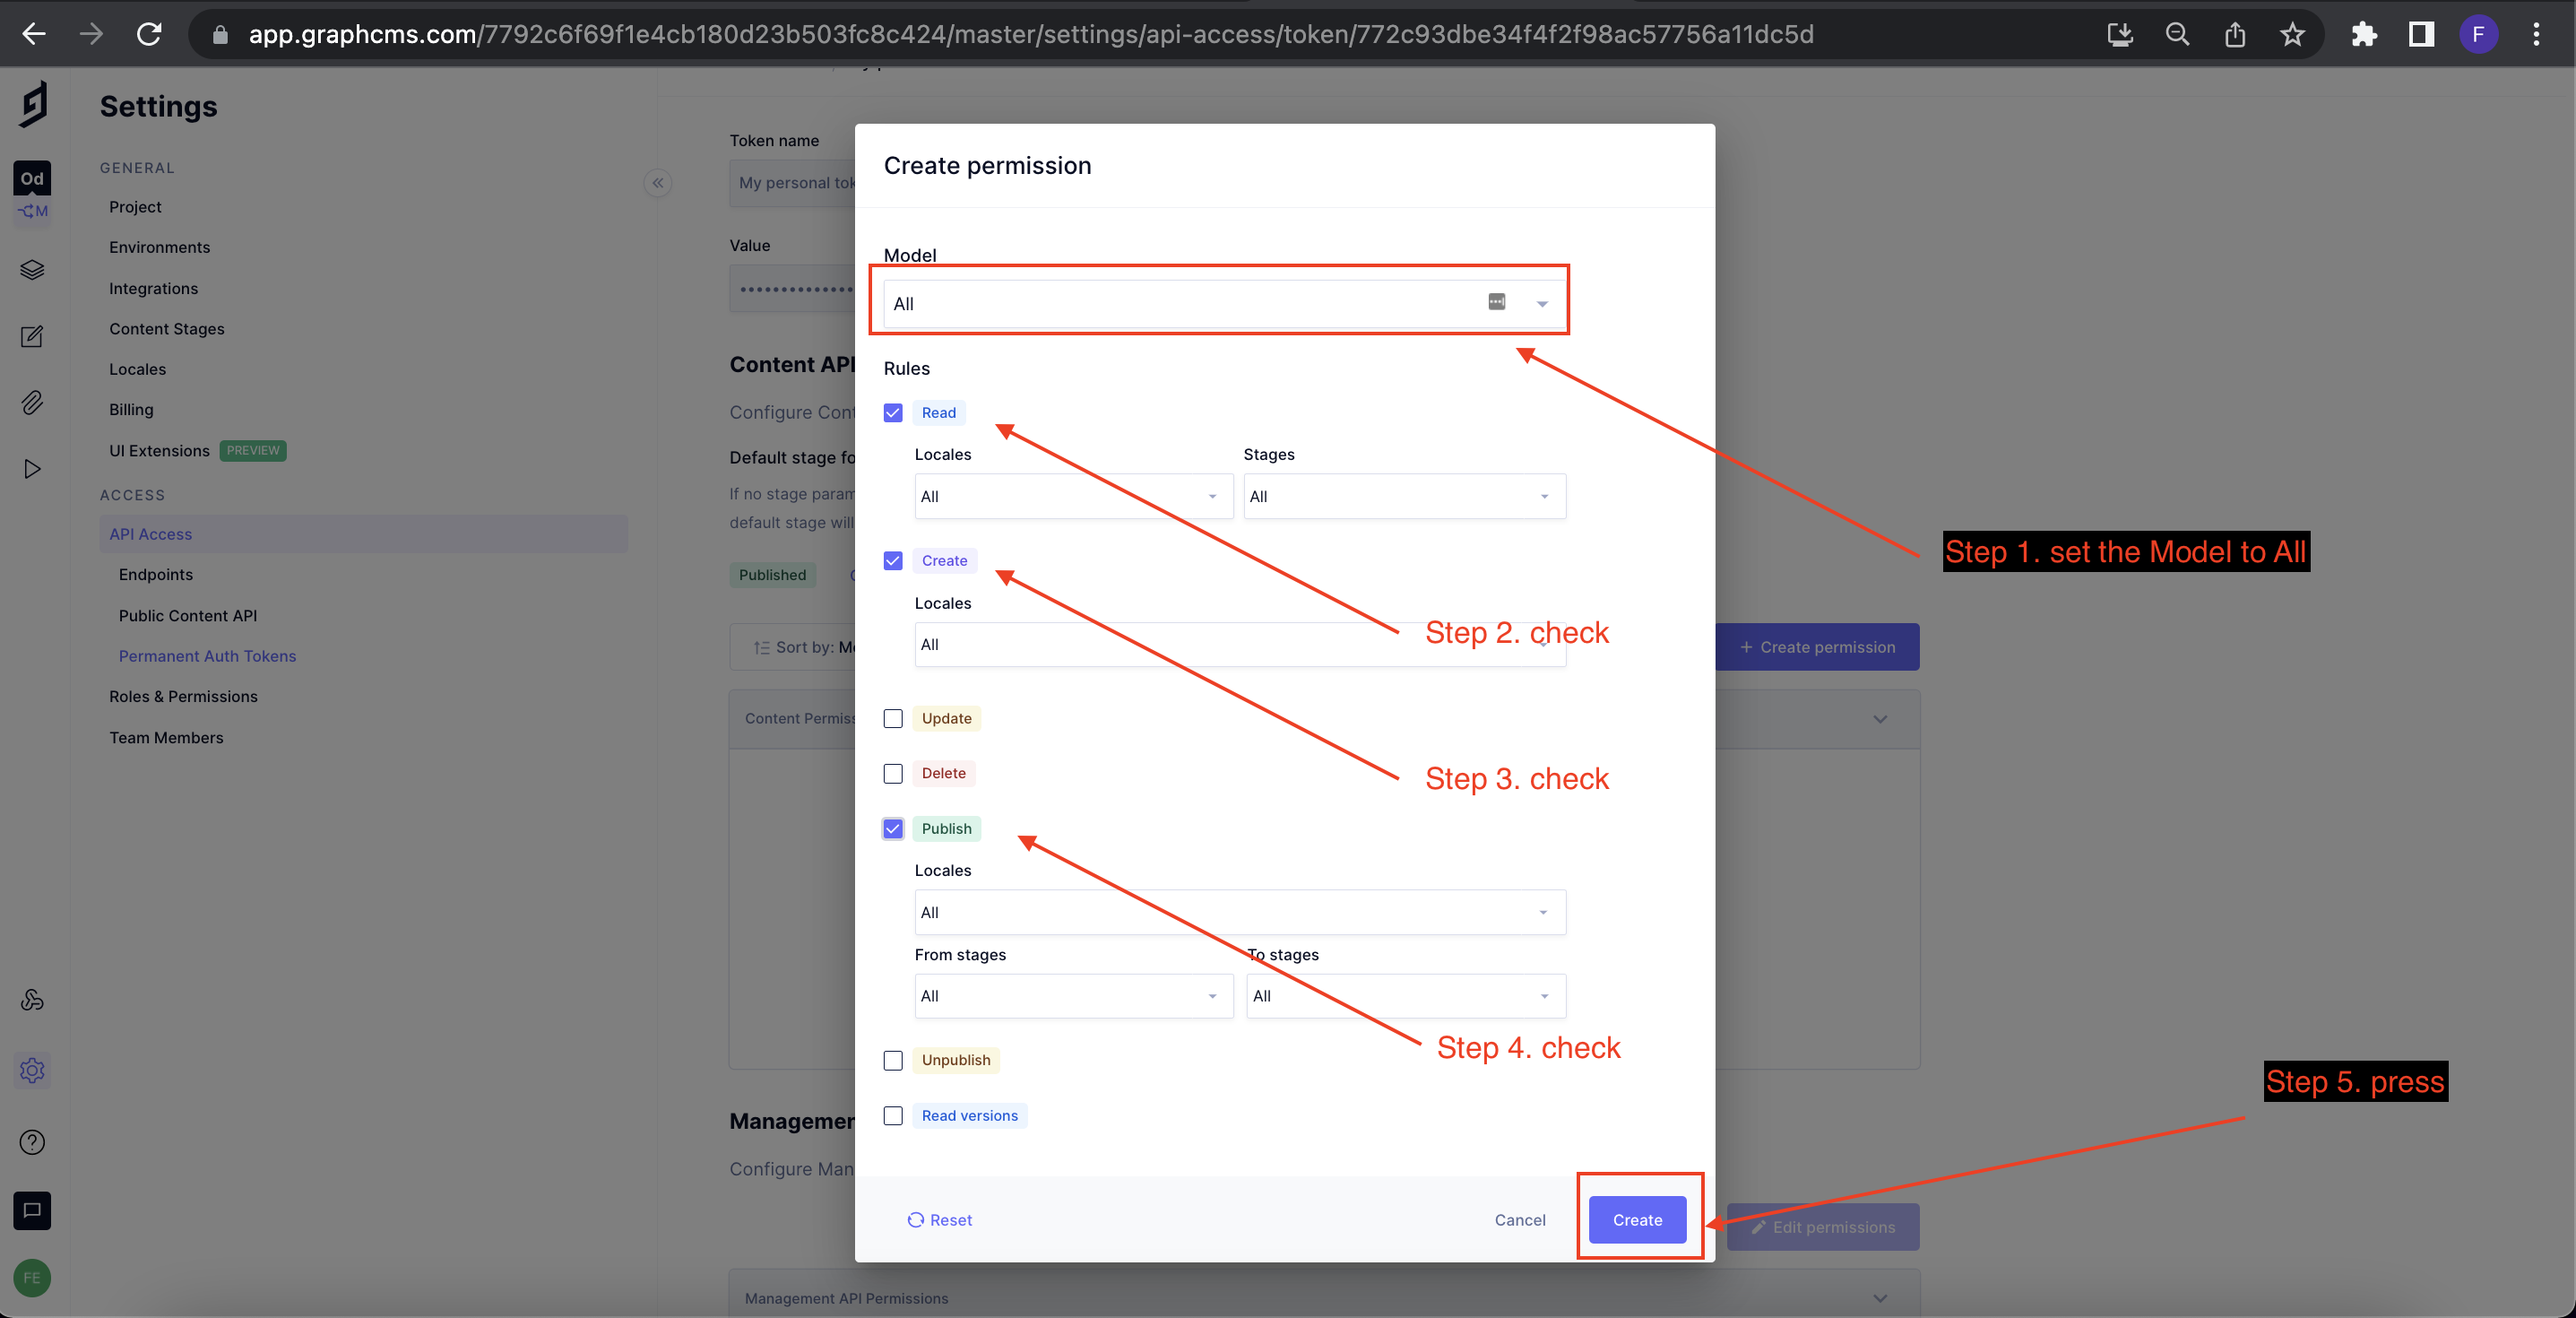 app.graphcms.com/7792c6f69f1e4cb180d23b503fc8c424/master/settings/api-access/token/772c93dbe34f4f2f98ac57756a11dc5d
F
Od
M
FE
Settings
GENERAL
Project
Environments
Integrations
Content Stages
Locales
Billing
UI Extensions PREVIEW
ACCESS
API Access
Endpoints
Public Content API
Permanent Auth Tokens
Roles & Permissions
Team Members
Token name
My personal tok
Value
Content API
Configure Cont
Default stage fo
If no stage param
default stage will
Published
Sort by: Mo
Content Permiss
+ Create permission
Managemen
Configure Man
Edit permissions
Management API Permissions
Create permission
Model
All
Rules
Read
Locales
Stages
All
All
Create
Locales
All
Update
Delete
Publish
Locales
All
From stages
To stages
All
All
Unpublish
Read versions
Reset
Cancel
Create
Step 1. set the Model to All
Step 2. check
Step 3. check
Step 4. check
Step 5. press